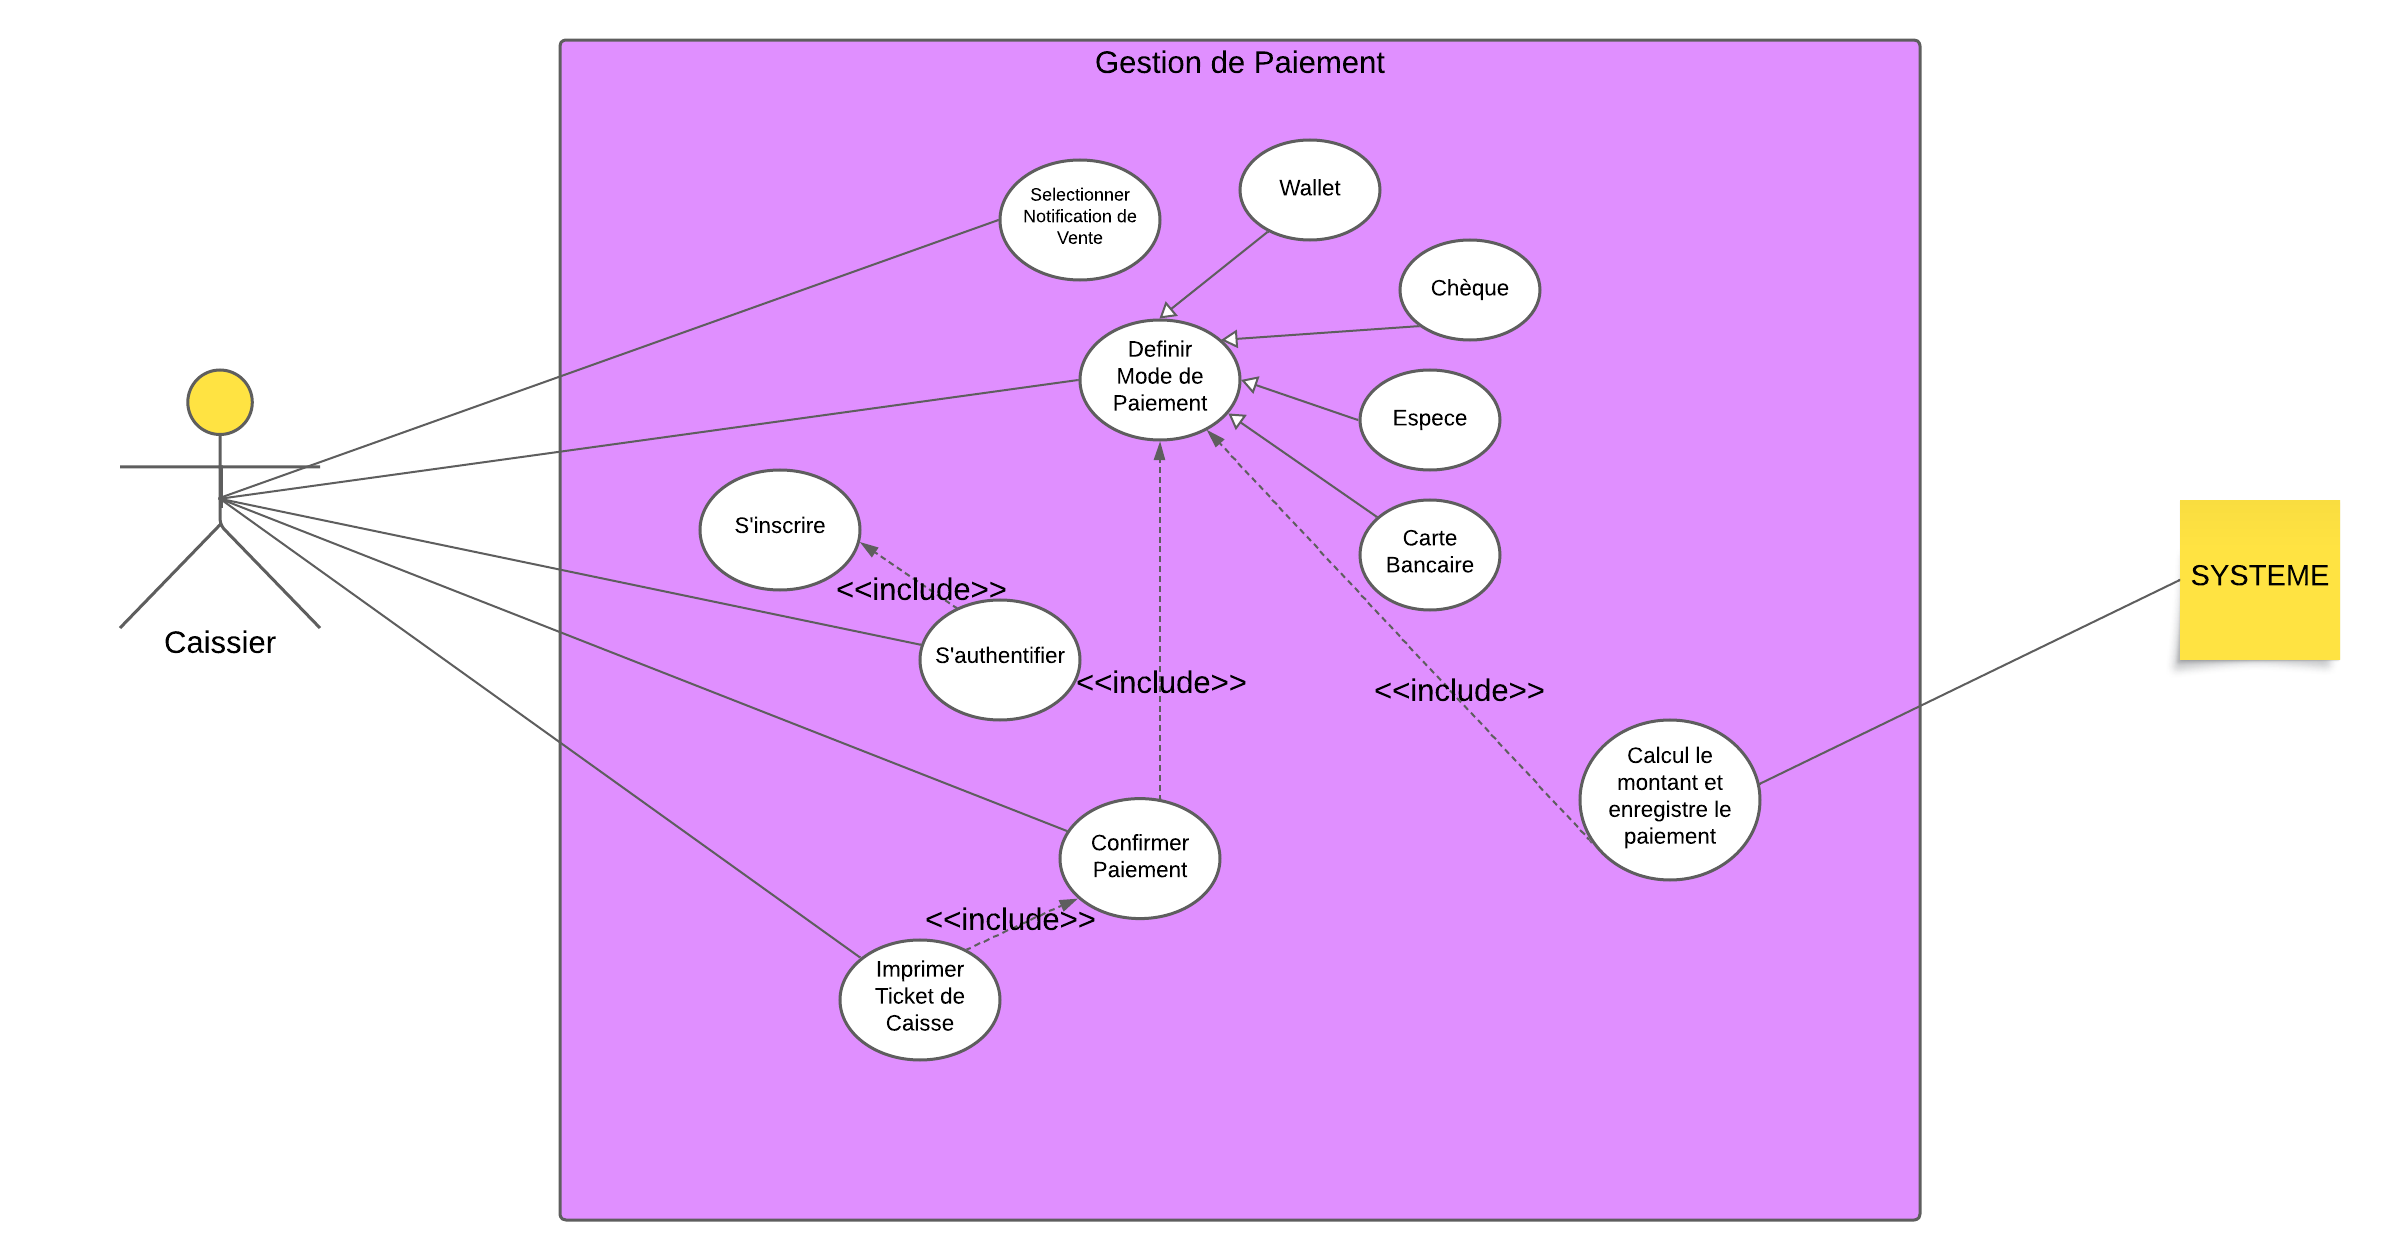 Gestion de Paiement
Selectionner
Notification de
Vente
Wallet
Chèque
Definir
Mode de
Paiement
Espece
Carte
Bancaire
S'inscrire
<<include>>
S'authentifier
<<include>>
<<include>>
SYSTEME
Caissier
Calcul le
montant et
enregistre le
paiement
Confirmer
Paiement
<<include>>
Imprimer
Ticket de
Caisse